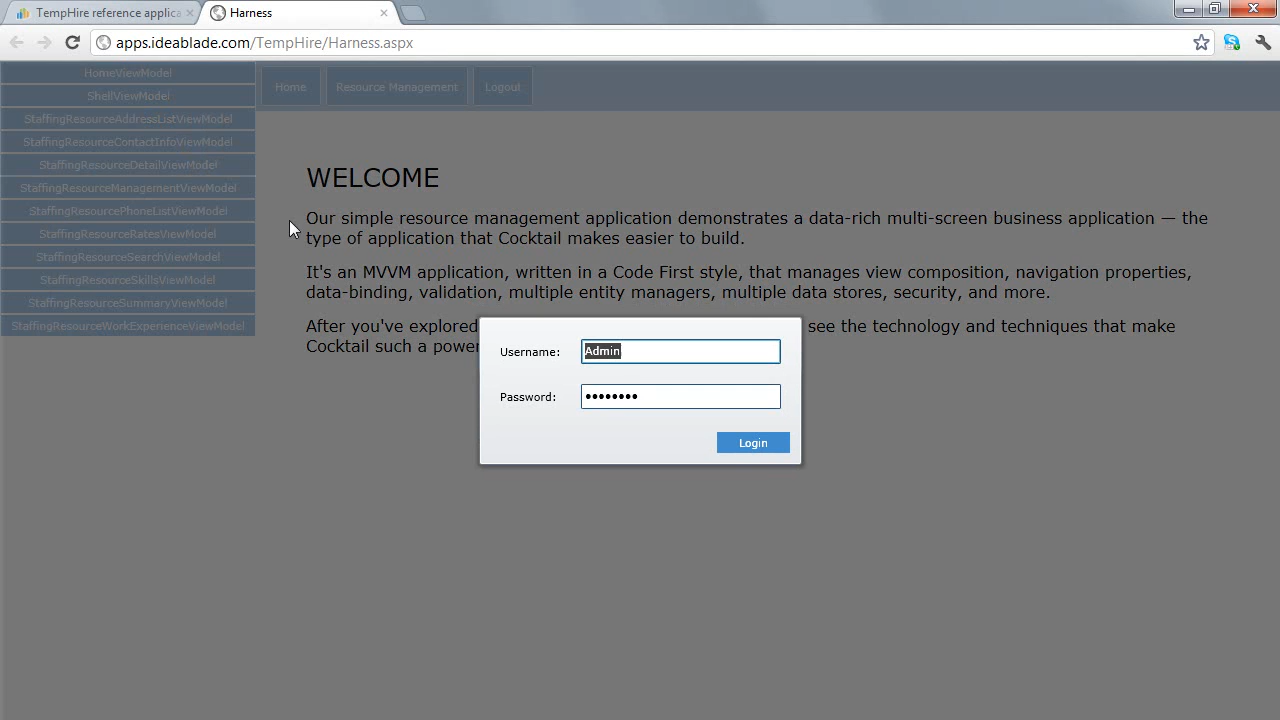 TempHire reference applica
Harness
apps.ideablade.com/TempHire/Harness.aspx
HomeViewModel
ShellViewModel
StaffingResourceAddressListViewModel
StaffingResourceContactInfoViewModel
StaffingResourceDetailViewModel
StaffingResourceManagementViewModel
StaffingResourcePhoneListViewModel
StaffingResourceRatesViewModel
StaffingResourceSearchViewModel
StaffingResourceSkillsViewModel
StaffingResourceSummaryViewModel
StaffingResourceWorkExperienceViewModel
Home Resource Management Logout
WELCOME
Our simple resource management application demonstrates a data-rich multi-screen business application — the
type of application that Cocktail makes easier to build.
It's an MVVM application, written in a Code First style, that manages view composition, navigation properties,
data-binding, validation, multiple entity managers, multiple data stores, security, and more.
After you've explored see the technology and techniques that make
Cocktail such a power
Username: Admin
Password: ••••••••
Login